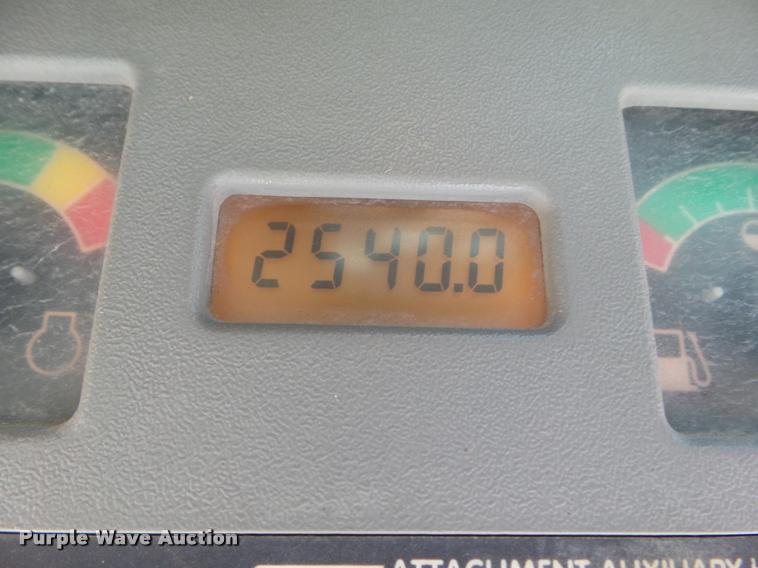 2540.0
Purple Wave Auction
ATTACHMENT AUXILIARY